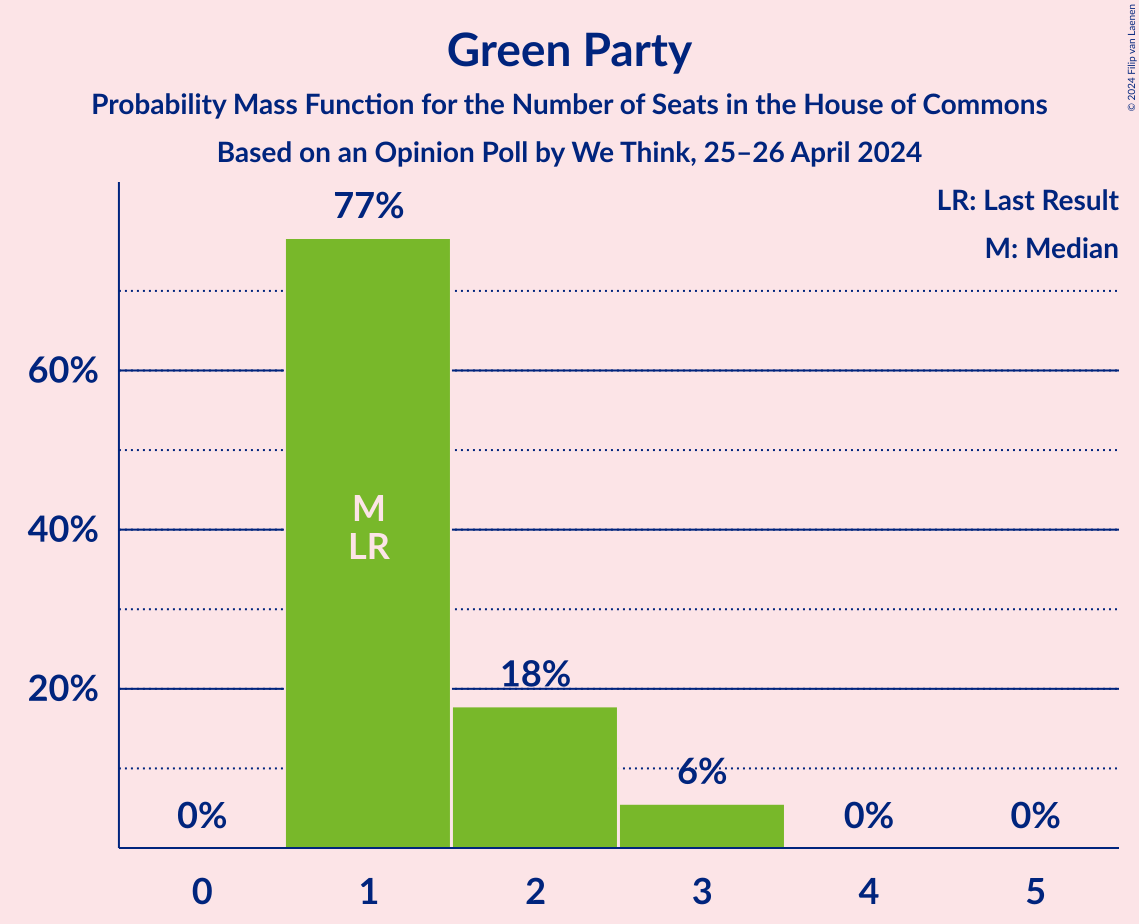 Green Party
Probability Mass Function for the Number of Seats in the House of Commons
Based on an Opinion Poll by We Think, 25–26 April 2024
© 2024 Filip van Laenen
LR: Last Result
M: Median
77%
60%
M
40%
LR
18%
20%
6%
0%
0%
0%
0 1 2 3 4 5